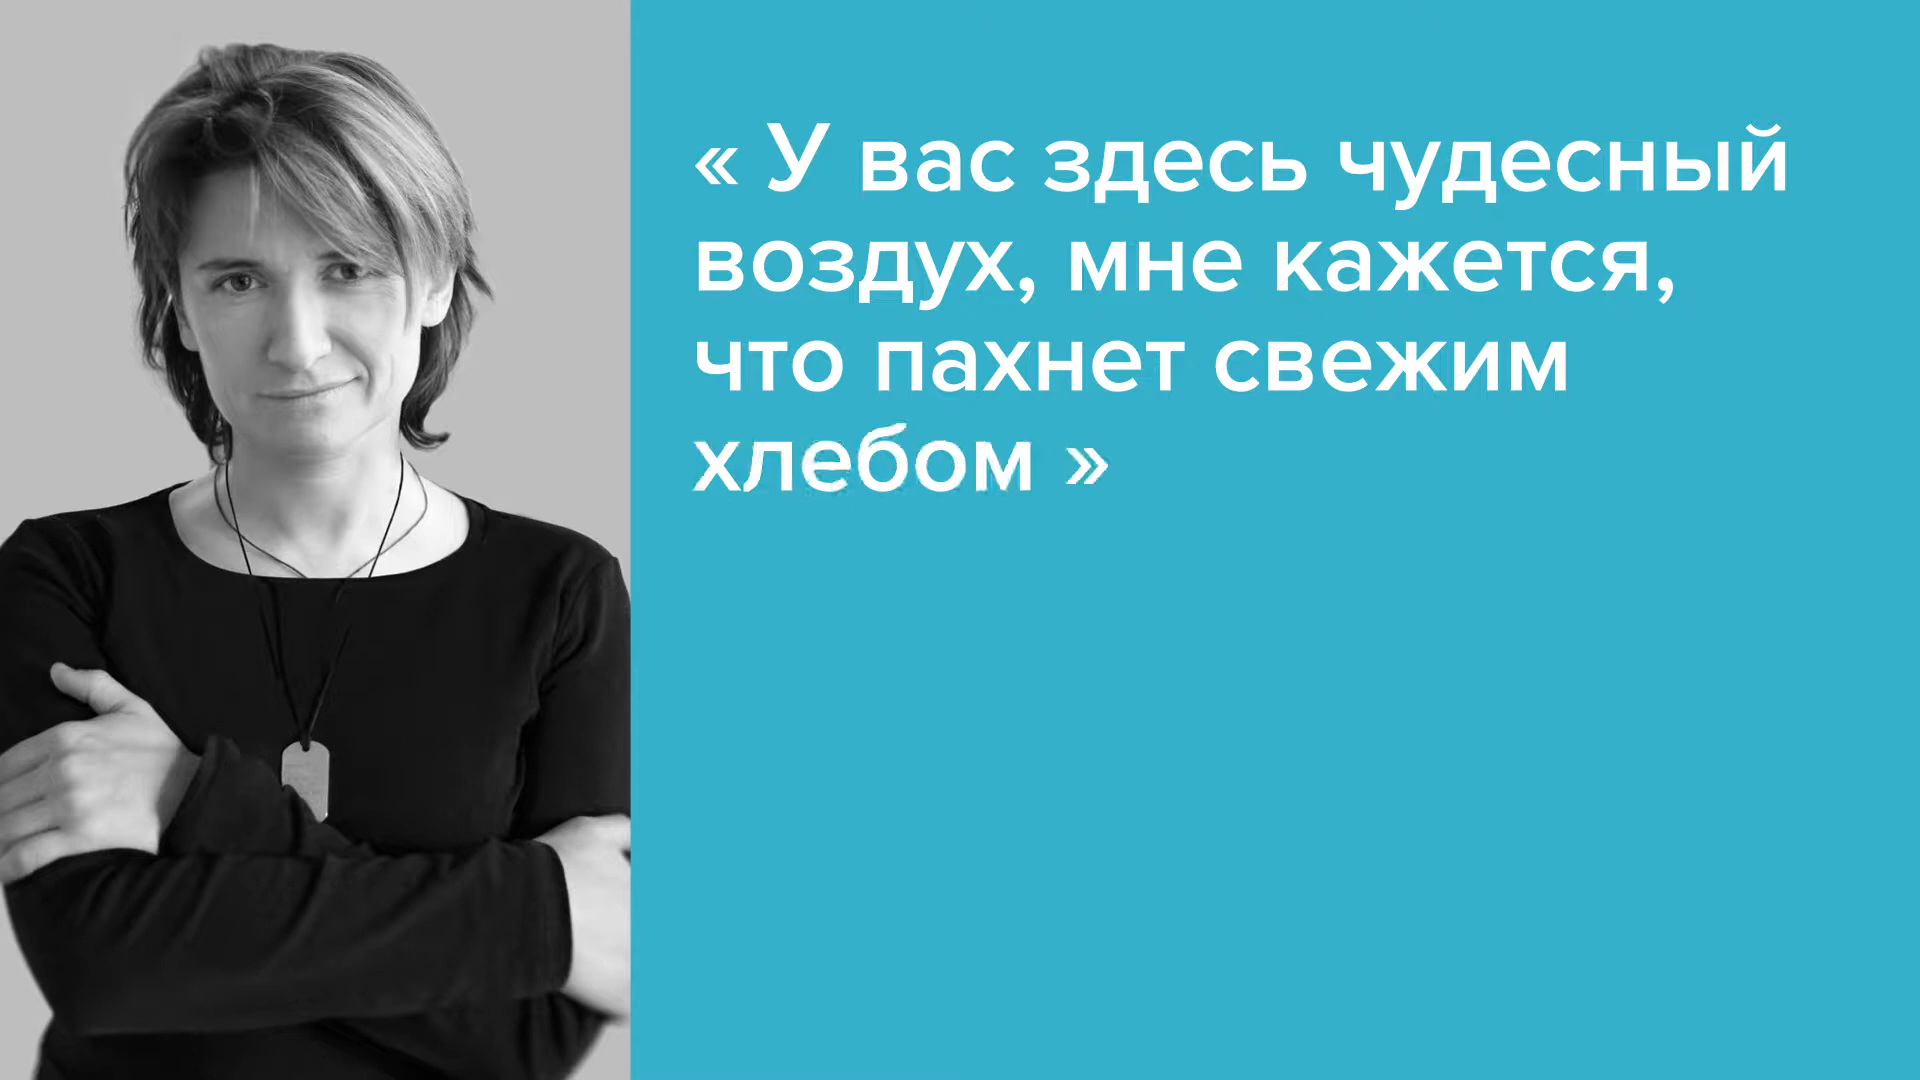 « У вас здесь чудесный
воздух, мне кажется,
что пахнет свежим
хлебом »